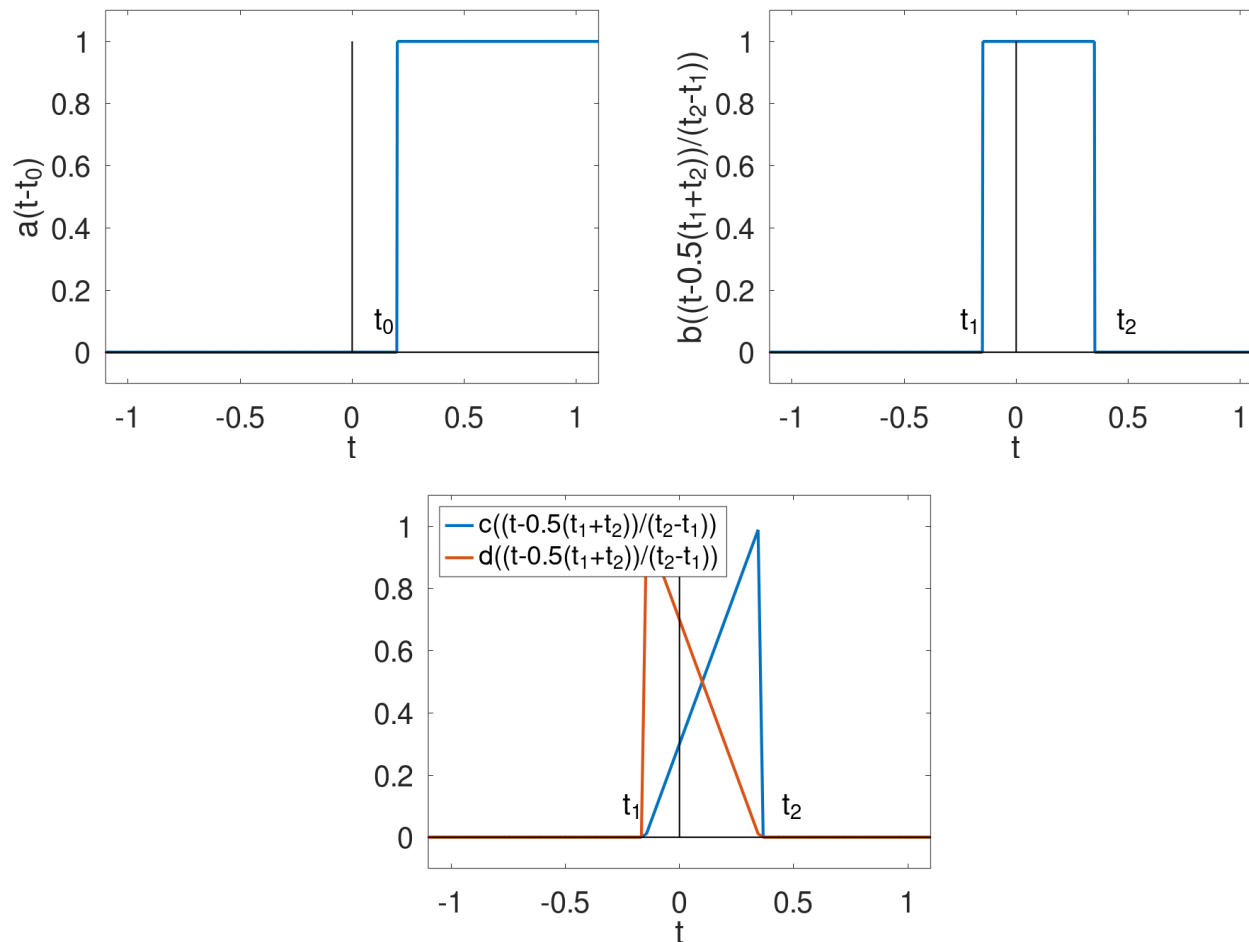 a(t-t₀)
1
0.8
0.6
0.4
0.2
0
t₀
-1 -0.5 0 0.5 1
t
b((t-0.5(t₁+t₂))/(t₂-t₁))
1
0.8
0.6
0.4
0.2
0
t₁ t₂
-1 -0.5 0 0.5 1
t
c((t-0.5(t₁+t₂))/(t₂-t₁))
d((t-0.5(t₁+t₂))/(t₂-t₁))
1
0.8
0.6
0.4
0.2
0
t₁ t₂
-1 -0.5 0 0.5 1
t